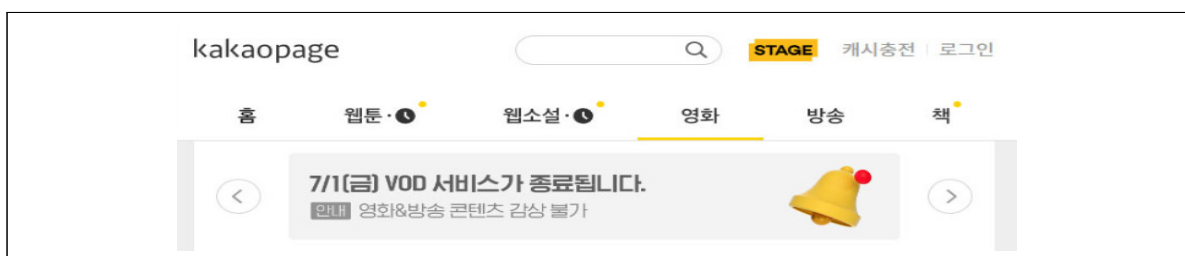 kakaopage
STAGE 캐시충전 로그인
홈 웹툰· 웹소설· 영화 방송 책
7/1(금) VOD 서비스가 종료됩니다.
안내 영화&방송 콘텐츠 감상 불가